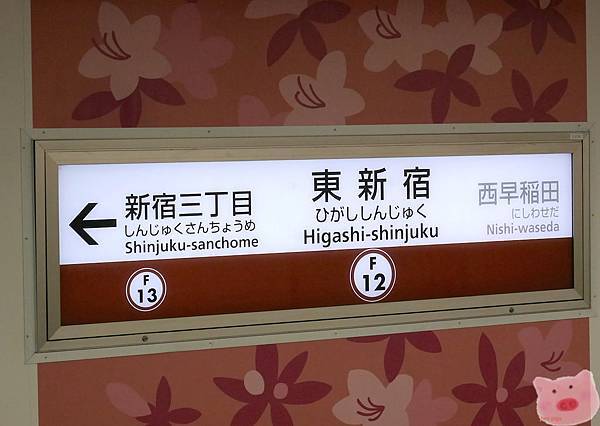 新宿三丁目
しんじゅくさんちょうめ
Shinjuku-sanchome
F
13
東新宿
ひがししんじゅく
Higashi-shinjuku
F
12
西早稲田
にしわせだ
Nishi-waseda